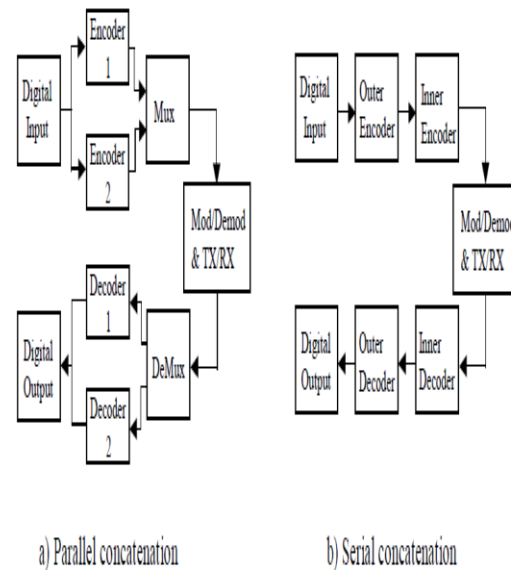 Digital
Input
Encoder
1
Encoder
2
Mux
Mod/Demod
& TX/RX
DeMux
Decoder
1
Decoder
2
Digital
Output
a) Parallel concatenation
Digital
Input
Outer
Encoder
Inner
Encoder
Mod/Demod
& TX/RX
Inner
Decoder
Outer
Decoder
Digital
Output
b) Serial concatenation